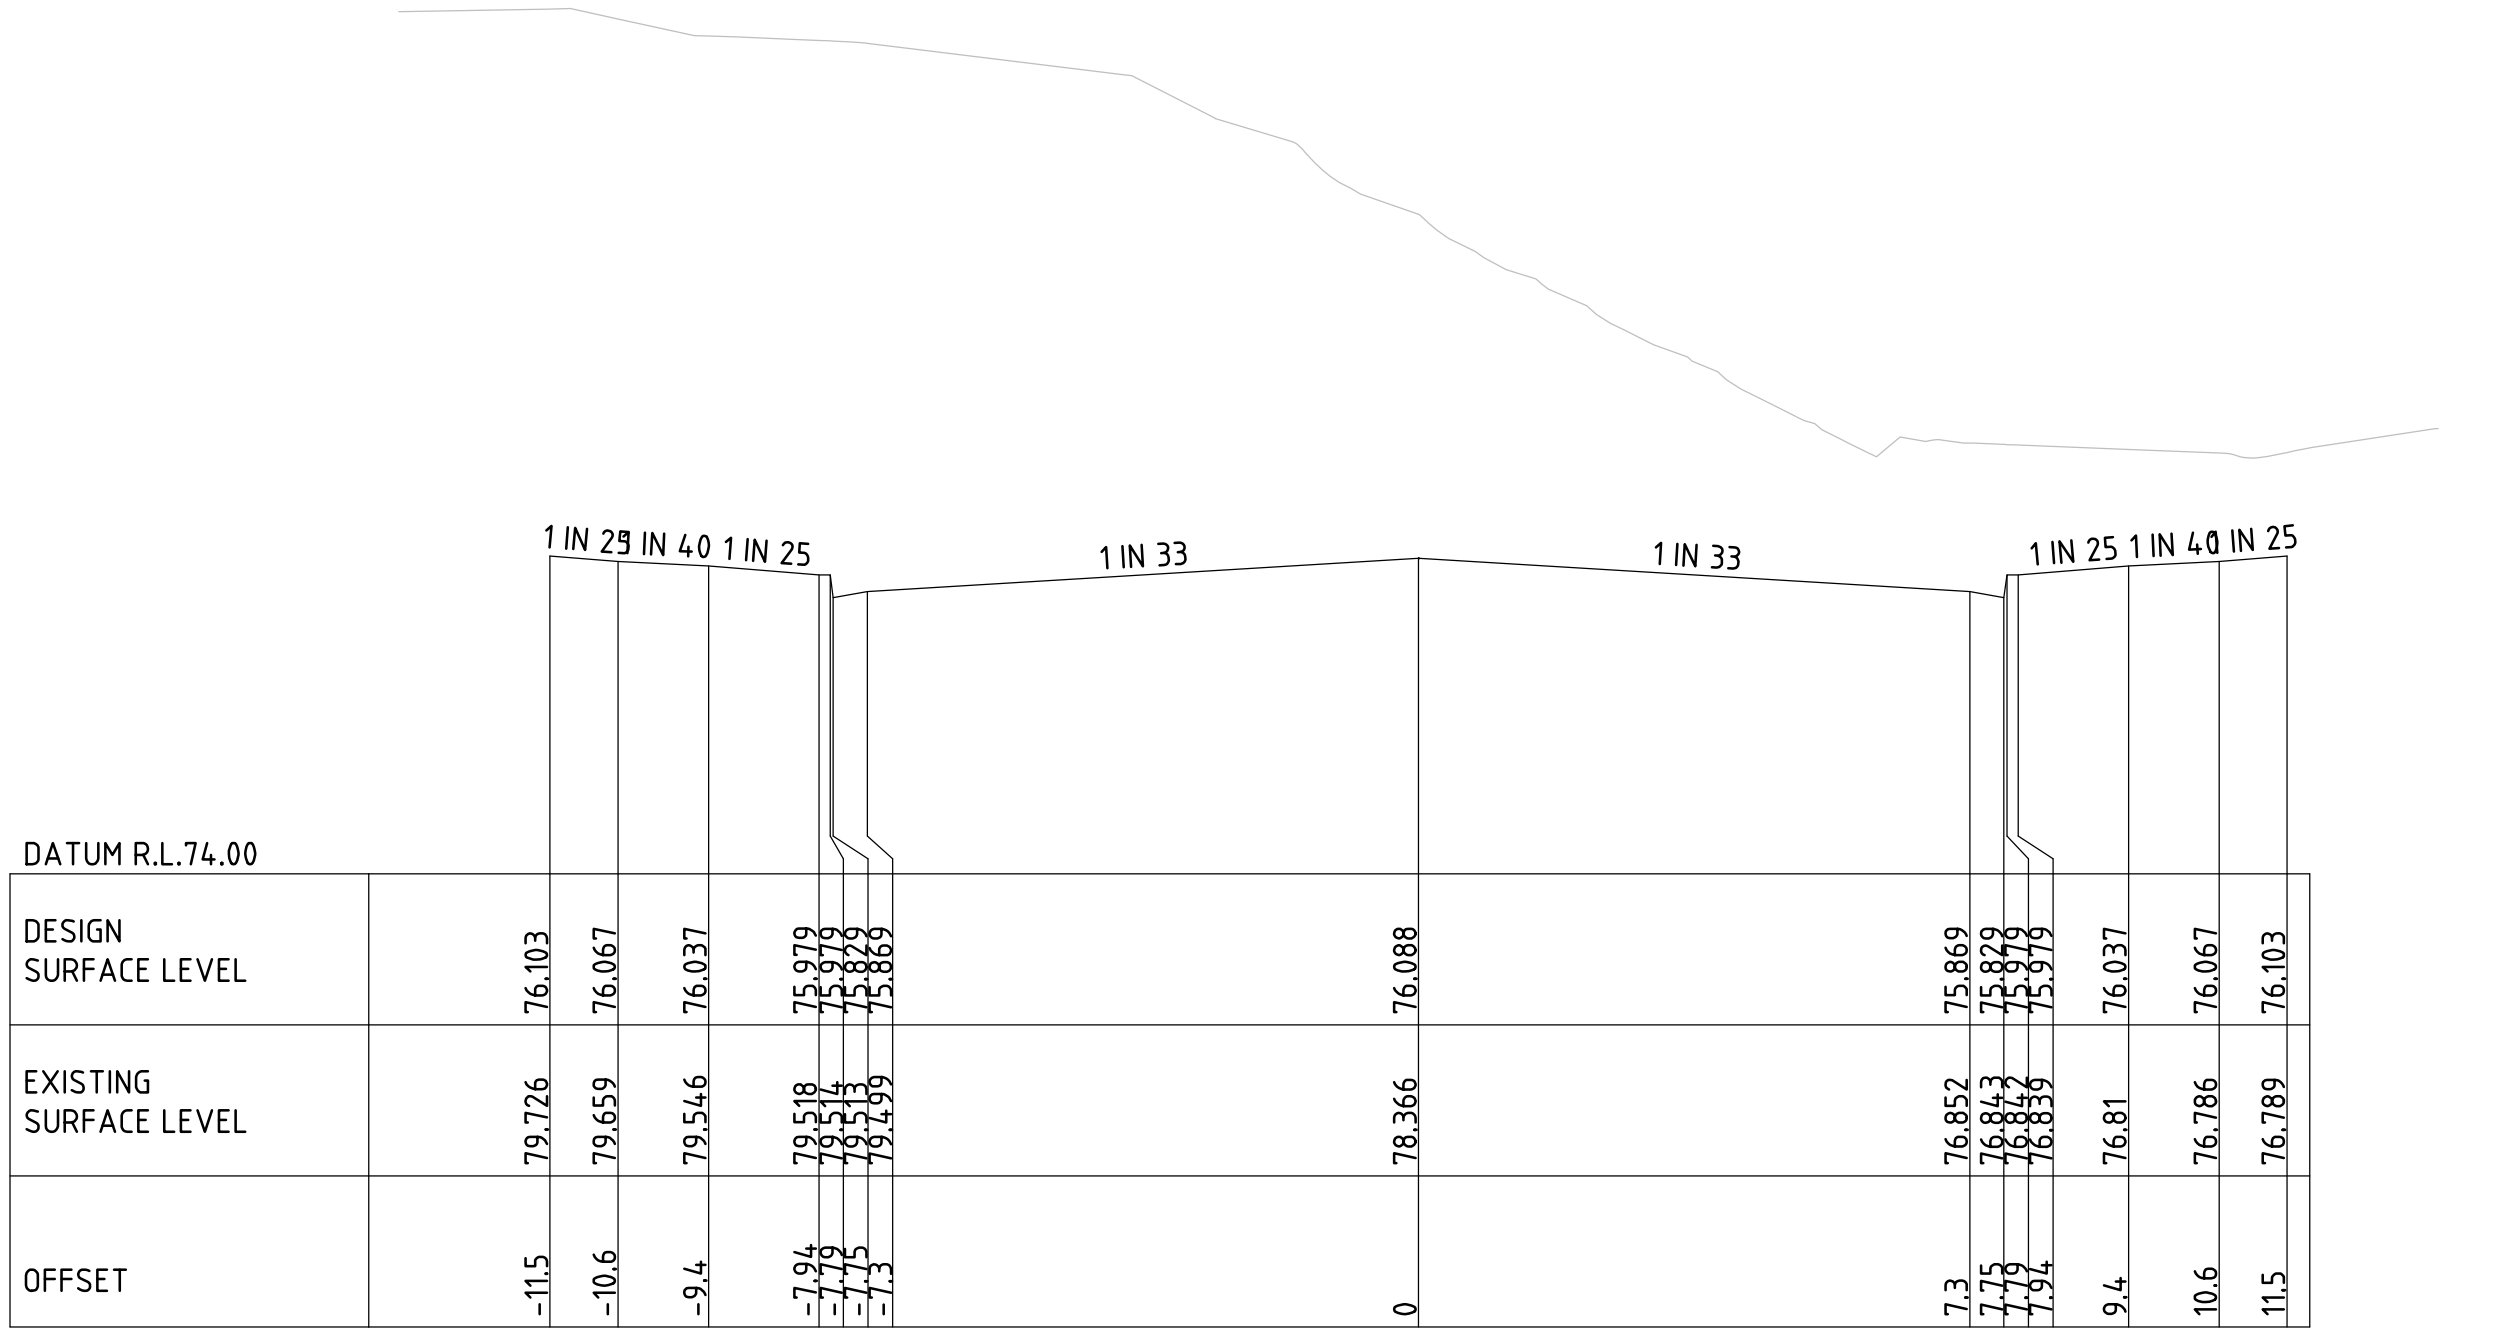 1 IN 25 1 IN 40 1 IN 25 1 IN 33 1 IN 33 1 IN 25 1 IN 40 1 IN 25
DATUM R.L.74.00
DESIGN
SURFACE LEVEL
76.103 76.067 76.037 75.979 75.979 75.829 75.869 76.088 75.869 75.829 75.979 75.979 76.037 76.067 76.103
EXISTING
SURFACE LEVEL
79.726 79.659 79.546 79.518 79.514 79.513 79.499 78.366 76.852 76.843 76.842 76.839 76.81 76.786 76.789
OFFSET
-11.5 -10.6 -9.4 -7.94 -7.79 -7.75 -7.3 0 7.3 7.75 7.79 7.94 9.4 10.6 11.5